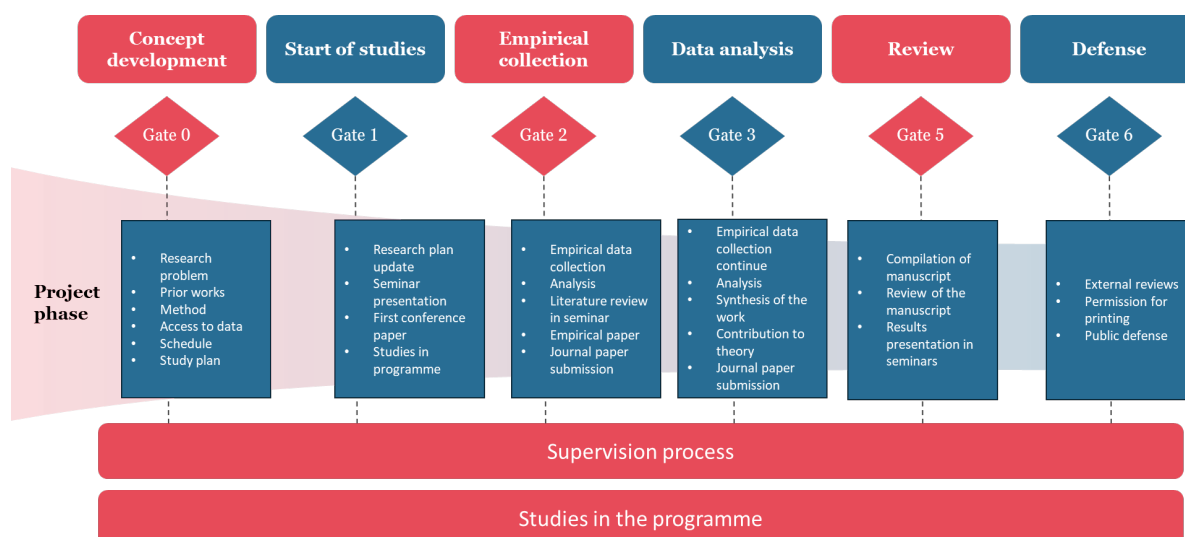 Concept
development
Start of studies
Empirical
collection
Data analysis
Review
Defense
Gate 0
Gate 1
Gate 2
Gate 3
Gate 5
Gate 6
Project
phase
• Research
problem
• Prior works
• Method
• Access to data
• Schedule
• Study plan
• Research plan
update
• Seminar
presentation
• First conference
paper
• Studies in
programme
• Empirical data
collection
• Analysis
• Literature review
in seminar
• Empirical paper
• Journal paper
submission
• Empirical data
collection
continue
• Analysis
• Synthesis of the
work
• Contribution to
theory
• Journal paper
submission
• Compilation of
manuscript
• Review of the
manuscript
• Results
presentation in
seminars
• External reviews
• Permission for
printing
• Public defense
Supervision process
Studies in the programme